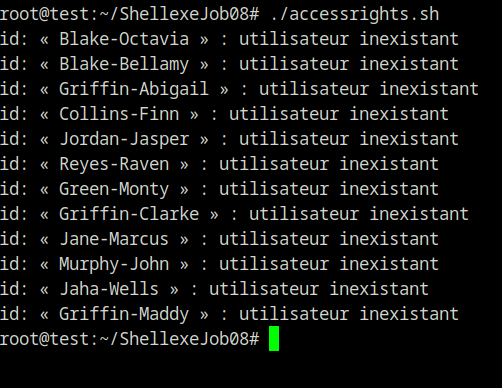 root@test:~/ShellexeJob08# ./accessrights.sh
id: « Blake-Octavia » : utilisateur inexistant
id: « Blake-Bellamy » : utilisateur inexistant
id: « Griffin-Abigail » : utilisateur inexistant
id: « Collins-Finn » : utilisateur inexistant
id: « Jordan-Jasper » : utilisateur inexistant
id: « Reyes-Raven » : utilisateur inexistant
id: « Green-Monty » : utilisateur inexistant
id: « Griffin-Clarke » : utilisateur inexistant
id: « Jane-Marcus » : utilisateur inexistant
id: « Murphy-John » : utilisateur inexistant
id: « Jaha-Wells » : utilisateur inexistant
id: « Griffin-Maddy » : utilisateur inexistant
root@test:~/ShellexeJob08#